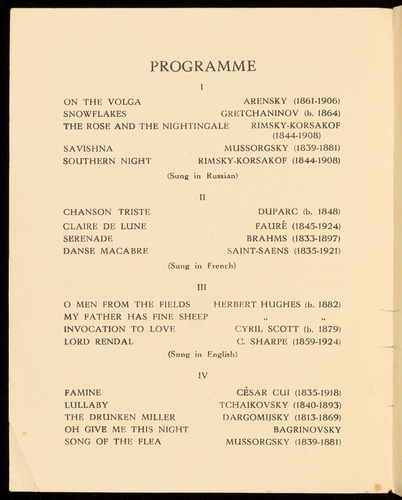 PROGRAMME
I
ON THE VOLGA ARENSKY (1861-1906)
SNOWFLAKES GRETCHANINOV (b. 1864)
THE ROSE AND THE NIGHTINGALE RIMSKY-KORSAKOF
(1844-1908)
SAVISHNA MUSSORGSKY (1839-1881)
SOUTHERN NIGHT RIMSKY-KORSAKOF (1844-1908)
(Sung in Russian)
II
CHANSON TRISTE DUPARC (b. 1848)
CLAIRE DE LUNE FAURÉ (1845-1924)
SERENADE BRAHMS (1833-1897)
DANSE MACABRE SAINT-SAENS (1835-1921)
(Sung in French)
III
O MEN FROM THE FIELDS HERBERT HUGHES (b. 1882)
MY FATHER HAS FINE SHEEP „ „
INVOCATION TO LOVE CYRIL SCOTT (b. 1879)
LORD RENDAL C. SHARPE (1859-1924)
(Sung in English)
IV
FAMINE CÉSAR CUI (1835-1918)
LULLABY TCHAIKOVSKY (1840-1893)
THE DRUNKEN MILLER DARGOMIJSKY (1813-1869)
OH GIVE ME THIS NIGHT BAGRINOVSKY
SONG OF THE FLEA MUSSORGSKY (1839-1881)